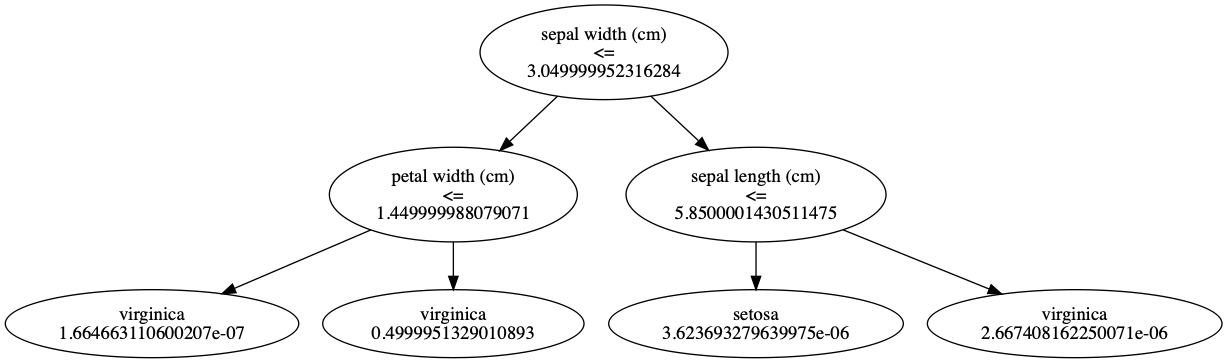 sepal width (cm)
<=
3.049999952316284
petal width (cm)
<=
1.449999988079071
sepal length (cm)
<=
5.8500001430511475
virginica
1.664663110600207e-07
virginica
0.4999951329010893
setosa
3.623693279639975e-06
virginica
2.667408162250071e-06